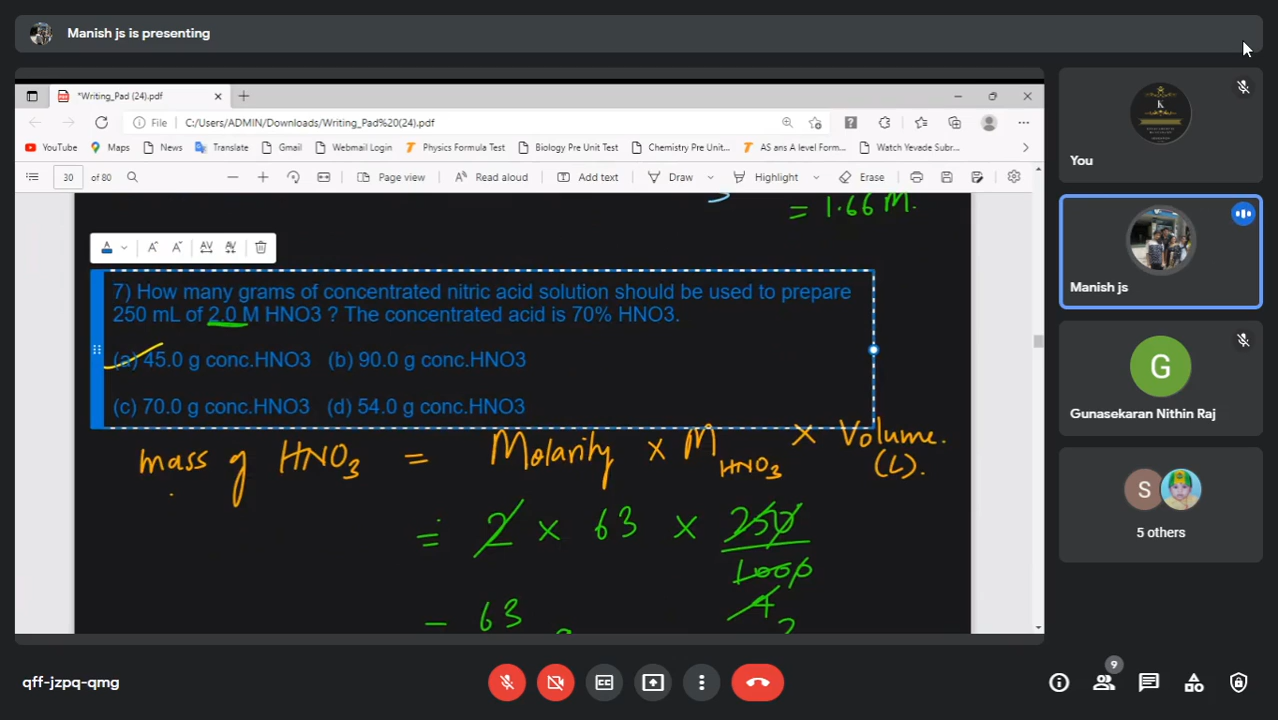 Manish js is presenting
*Writing_Pad (24).pdf
File C:/Users/ADMIN/Downloads/Writing_Pad%20(24).pdf
YouTube Maps News Translate Gmail Webmail Login Physics Formula Test Biology Pre Unit Test Chemistry Pre Unit... AS ans A level Form... Watch Yevade Subr...
30 of 80 Page view Read aloud Add text Draw Highlight Erase
= 1.66 M.
7) How many grams of concentrated nitric acid solution should be used to prepare
250 mL of 2.0 M HNO3 ? The concentrated acid is 70% HNO3.
(a) 45.0 g conc.HNO3 (b) 90.0 g conc.HNO3
(c) 70.0 g conc.HNO3 (d) 54.0 g conc.HNO3
mass of HNO3 = Molarity × M HNO3 × Volume. (L).
= 2 × 63 × 250
1000
4
= 63 2
You
Manish js
G
Gunasekaran Nithin Raj
S
5 others
qff-jzpq-qmg
CC
9